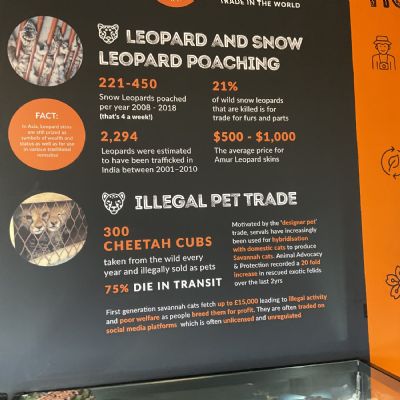 TRADE IN THE WORLD
LEOPARD AND SNOW
LEOPARD POACHING
221-450
Snow Leopards poached
per year 2008 - 2018
(that's 4 a week!)
21%
of wild snow leopards
that are killed is for
trade for furs and parts
FACT:
In Asia, Leopard skins
are still prized as
symbols of wealth and
status as well as for use
in various traditional
remedies
2,294
Leopards were estimated
to have been trafficked in
India between 2001-2010
$500 - $1,000
The average price for
Amur Leopard skins
ILLEGAL PET TRADE
300
CHEETAH CUBS
taken from the wild every
year and illegally sold as pets
75% DIE IN TRANSIT
Motivated by the 'designer pet'
trade, servals have increasingly
been used for hybridisation
with domestic cats to produce
Savannah cats. Animal Advocacy
& Protection recorded a 20 fold
increase in rescued exotic felids
over the last 2yrs
First generation savannah cats fetch up to £15,000 leading to illegal activity
and poor welfare as people breed them for profit. They are often traded on
social media platforms which is often unlicensed and unregulated